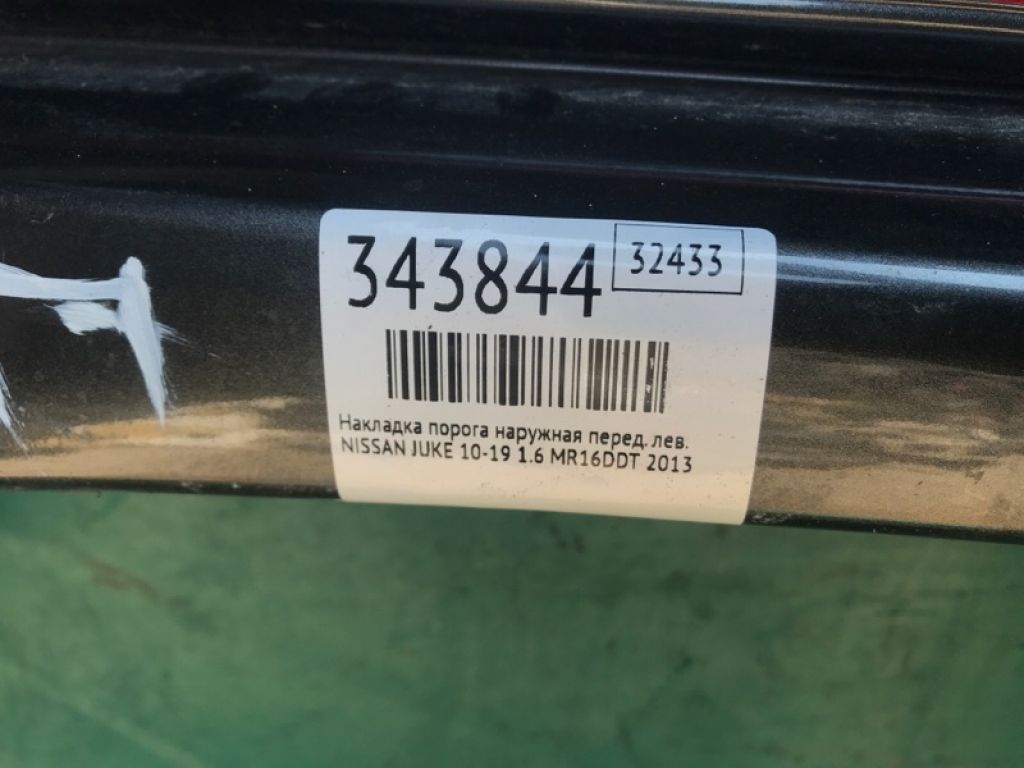 343844 32433
Накладка порога наружная перед. лев.
NISSAN JUKE 10-19 1.6 MR16DDT 2013